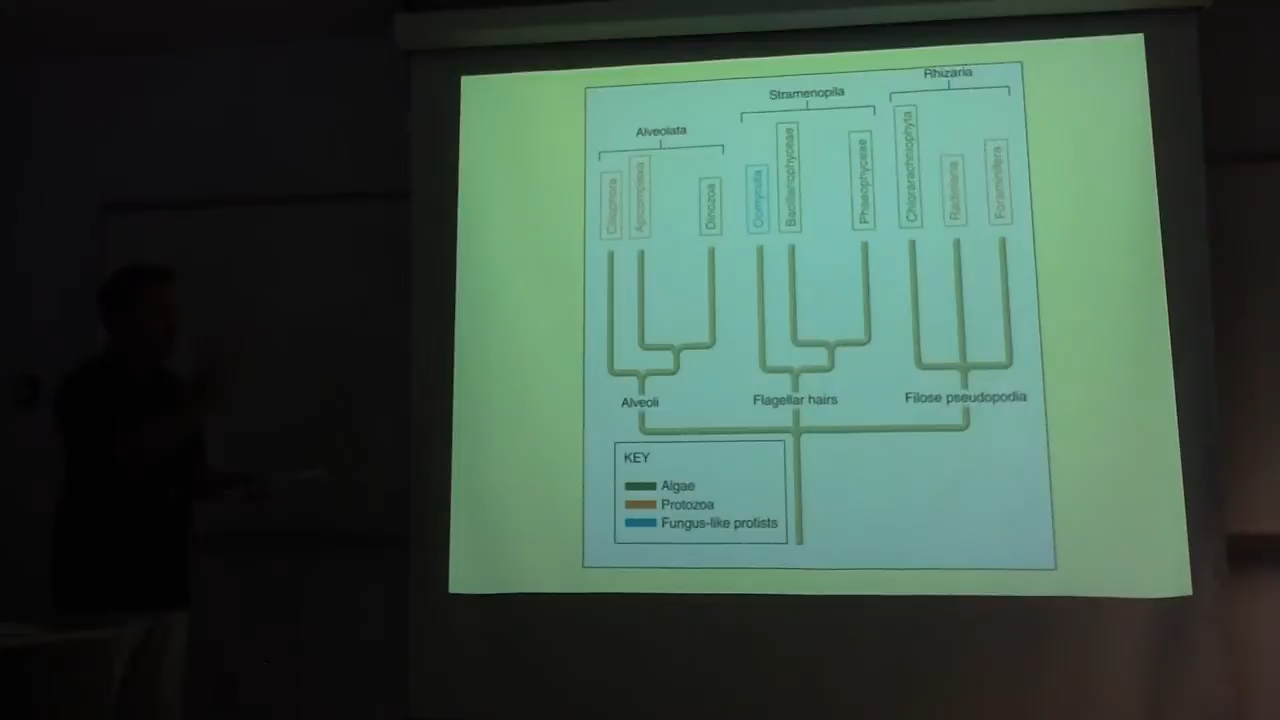 Rhizaria
Stramenopila
Alveolata
Ciliophora
Apicomplexa
Dinozoa
Oomycota
Bacillariophyceae
Phaeophyceae
Chlorarachniophyta
Radiolaria
Foraminifera
Alveoli
Flagellar hairs
Filose pseudopodia
KEY
Algae
Protozoa
Fungus-like protists